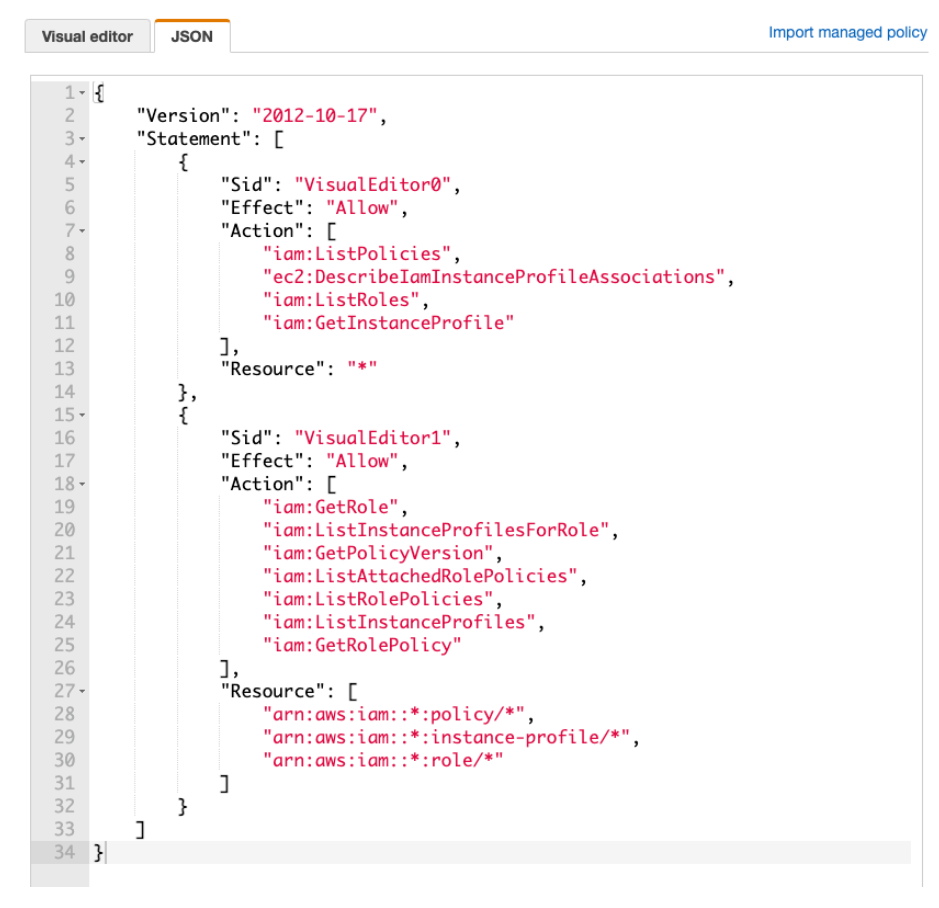 Visual editor JSON Import managed policy
1 {
2 "Version": "2012-10-17",
3 "Statement": [
4 {
5 "Sid": "VisualEditor0",
6 "Effect": "Allow",
7 "Action": [
8 "iam:ListPolicies",
9 "ec2:DescribeIamInstanceProfileAssociations",
10 "iam:ListRoles",
11 "iam:GetInstanceProfile"
12 ],
13 "Resource": "*"
14 },
15 {
16 "Sid": "VisualEditor1",
17 "Effect": "Allow",
18 "Action": [
19 "iam:GetRole",
20 "iam:ListInstanceProfilesForRole",
21 "iam:GetPolicyVersion",
22 "iam:ListAttachedRolePolicies",
23 "iam:ListRolePolicies",
24 "iam:ListInstanceProfiles",
25 "iam:GetRolePolicy"
26 ],
27 "Resource": [
28 "arn:aws:iam::*:policy/*",
29 "arn:aws:iam::*:instance-profile/*",
30 "arn:aws:iam::*:role/*"
31 ]
32 }
33 ]
34 }